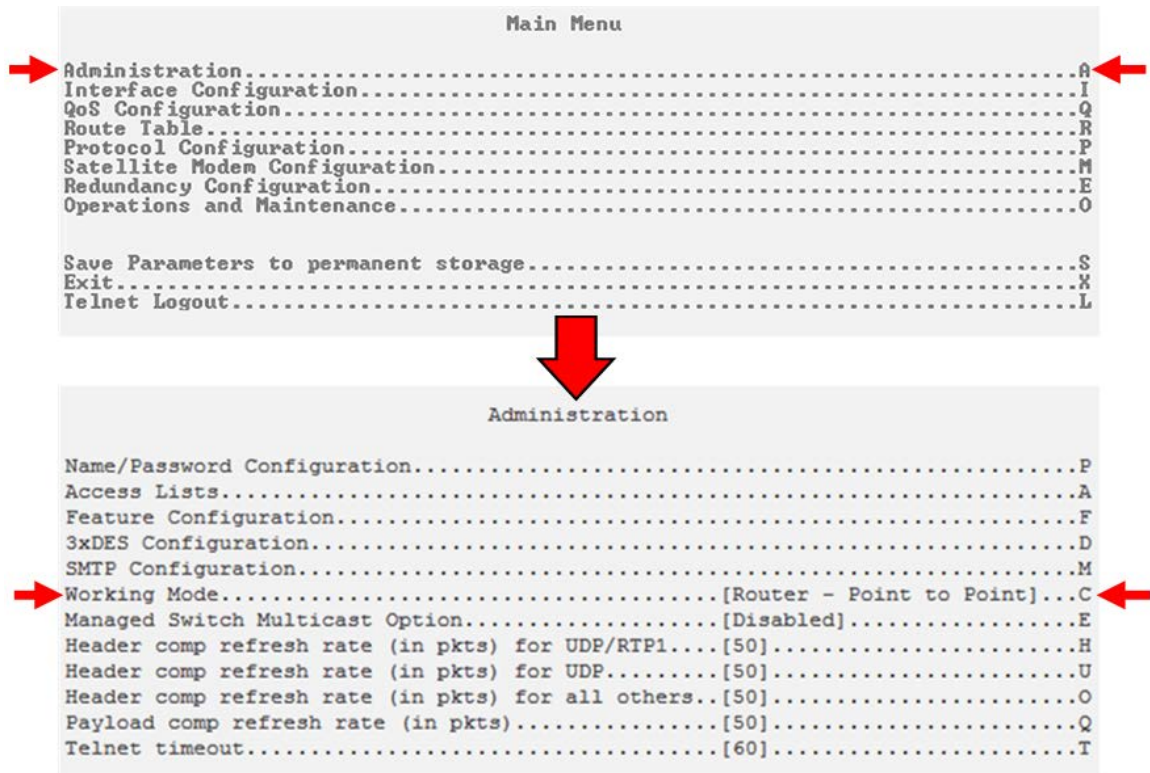 Main Menu
Administration.................................................................A
Interface Configuration........................................................I
QoS Configuration..............................................................Q
Route Table....................................................................R
Protocol Configuration.........................................................P
Satellite Modem Configuration..................................................M
Redundancy Configuration.......................................................E
Operations and Maintenance.....................................................O
Save Parameters to permanent storage...........................................S
Exit...........................................................................X
Telnet Logout..................................................................L
Administration
Name/Password Configuration....................................................P
Access Lists...................................................................A
Feature Configuration..........................................................F
3xDES Configuration............................................................D
SMTP Configuration.............................................................M
Working Mode.......................................[Router - Point to Point]...C
Managed Switch Multicast Option....................[Disabled]..................E
Header comp refresh rate (in pkts) for UDP/RTP1....[50]........................H
Header comp refresh rate (in pkts) for UDP.........[50]........................U
Header comp refresh rate (in pkts) for all others..[50]........................O
Payload comp refresh rate (in pkts)................[50]........................Q
Telnet timeout.....................................[60]........................T